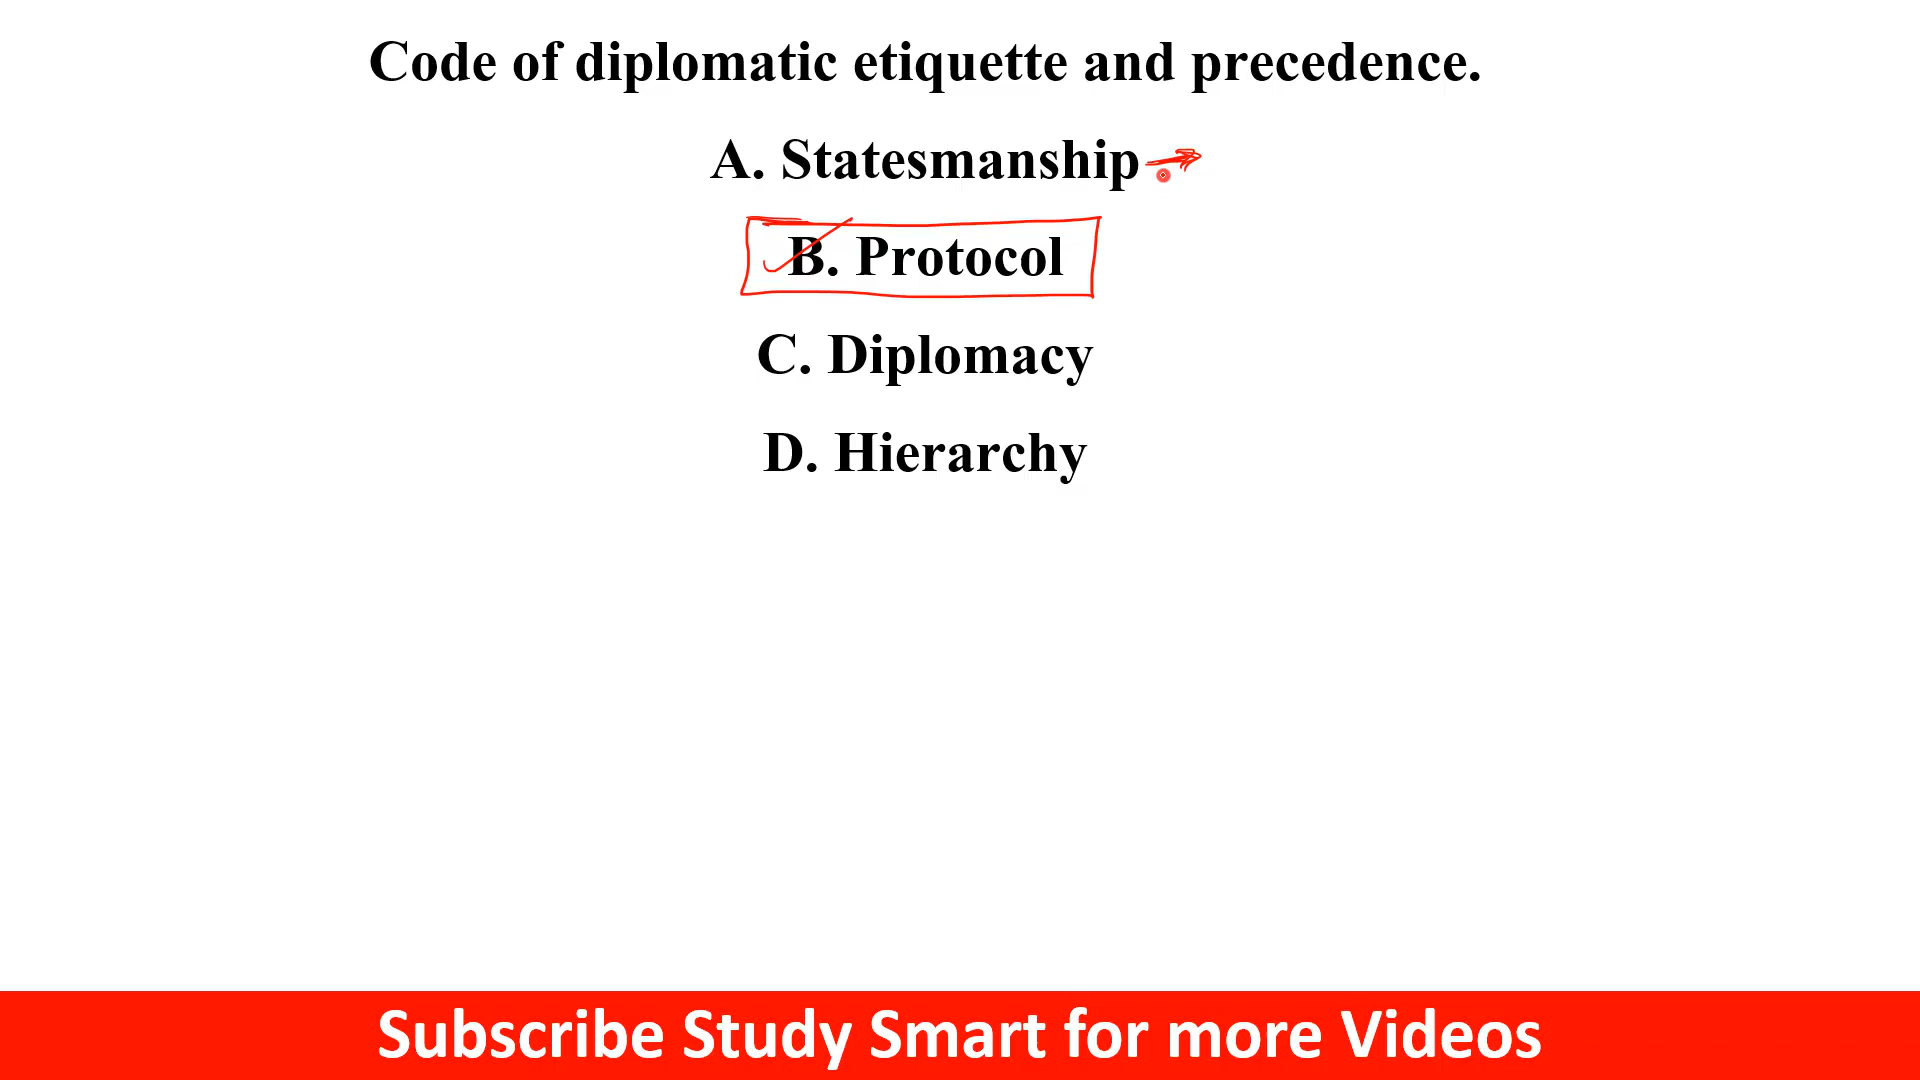 Code of diplomatic etiquette and precedence.
A. Statesmanship
B. Protocol
C. Diplomacy
D. Hierarchy
Subscribe Study Smart for more Videos